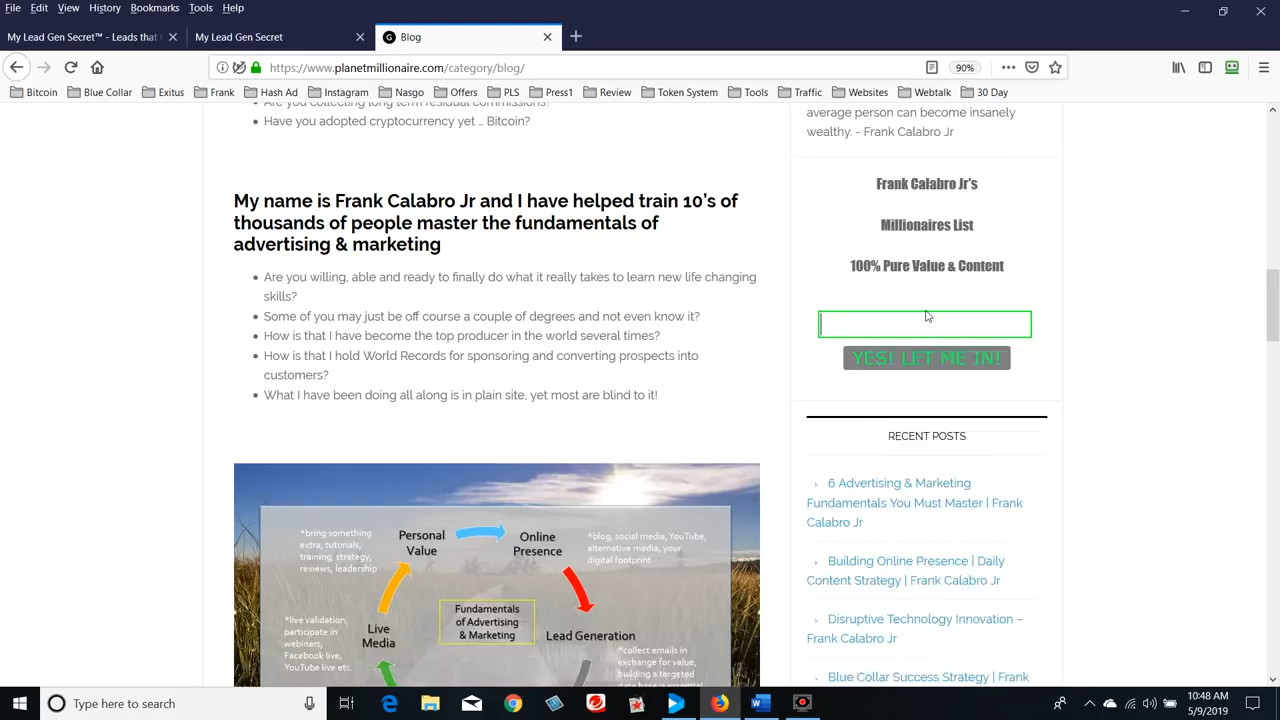 File Edit View History Bookmarks Tools Help
My Lead Gen Secret™ - Leads that
My Lead Gen Secret
Blog
https://www.planetmillionaire.com/category/blog/
90%
Bitcoin Blue Collar Exitus Frank Hash Ad Instagram Nasgo Offers PLS Press1 Review Token System Tools Traffic Websites Webtalk 30 Day
Are you collecting long term residual commissions?
Have you adopted cryptocurrency yet … Bitcoin?
My name is Frank Calabro Jr and I have helped train 10’s of
thousands of people master the fundamentals of
advertising & marketing
Are you willing, able and ready to finally do what it really takes to learn new life changing
skills?
Some of you may just be off course a couple of degrees and not even know it?
How is that I have become the top producer in the world several times?
How is that I hold World Records for sponsoring and converting prospects into
customers?
What I have been doing all along is in plain site, yet most are blind to it!
*bring something
extra, tutorials,
training, strategy,
reviews, leadership
Personal
Value
Online
Presence
*blog, social media, YouTube,
alternative media, your
digital footprint
Fundamentals
of Advertising
& Marketing
*live validation,
participate in
webinars,
Facebook live,
YouTube live etc.
Live
Media
Lead Generation
*collect emails in
exchange for value,
building a targeted
data base is essential
average person can become insanely
wealthy. - Frank Calabro Jr
Frank Calabro Jr's
Millionaires List
100% Pure Value & Content
YES! LET ME IN!
RECENT POSTS
6 Advertising & Marketing
Fundamentals You Must Master | Frank
Calabro Jr
Building Online Presence | Daily
Content Strategy | Frank Calabro Jr
Disruptive Technology Innovation –
Frank Calabro Jr
Blue Collar Success Strategy | Frank
Type here to search
10:48 AM
5/9/2019